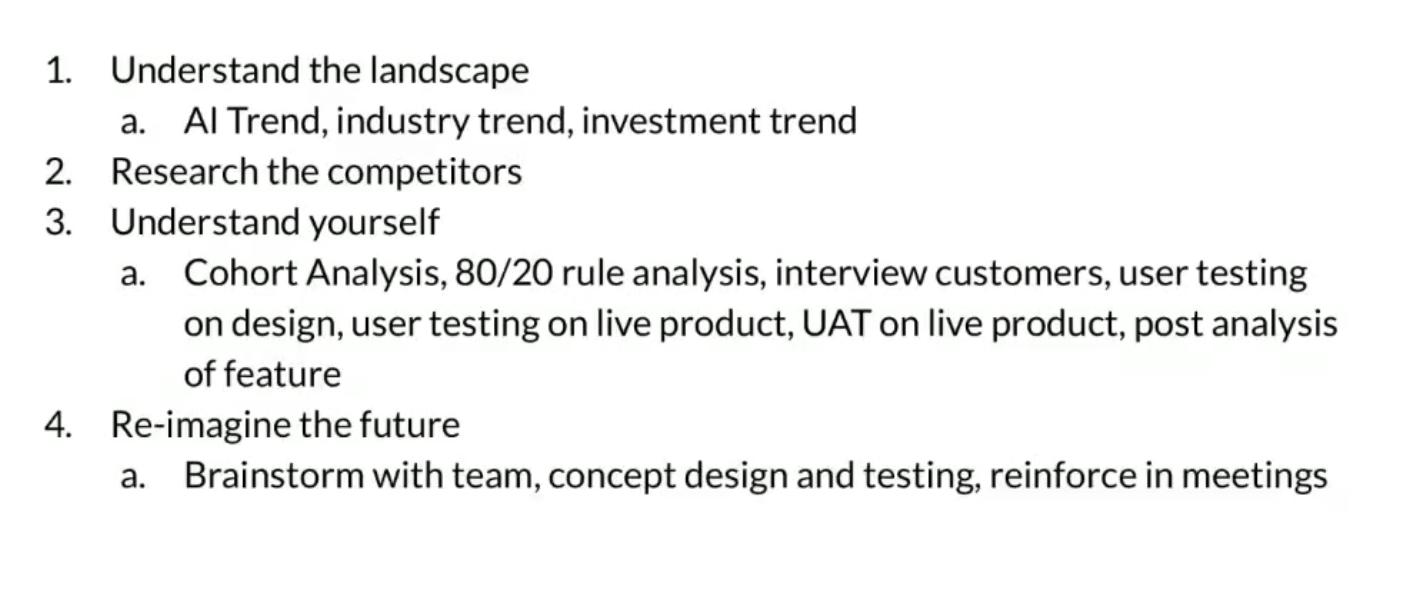 1. Understand the landscape
a. AI Trend, industry trend, investment trend
2. Research the competitors
3. Understand yourself
a. Cohort Analysis, 80/20 rule analysis, interview customers, user testing
on design, user testing on live product, UAT on live product, post analysis
of feature
4. Re-imagine the future
a. Brainstorm with team, concept design and testing, reinforce in meetings